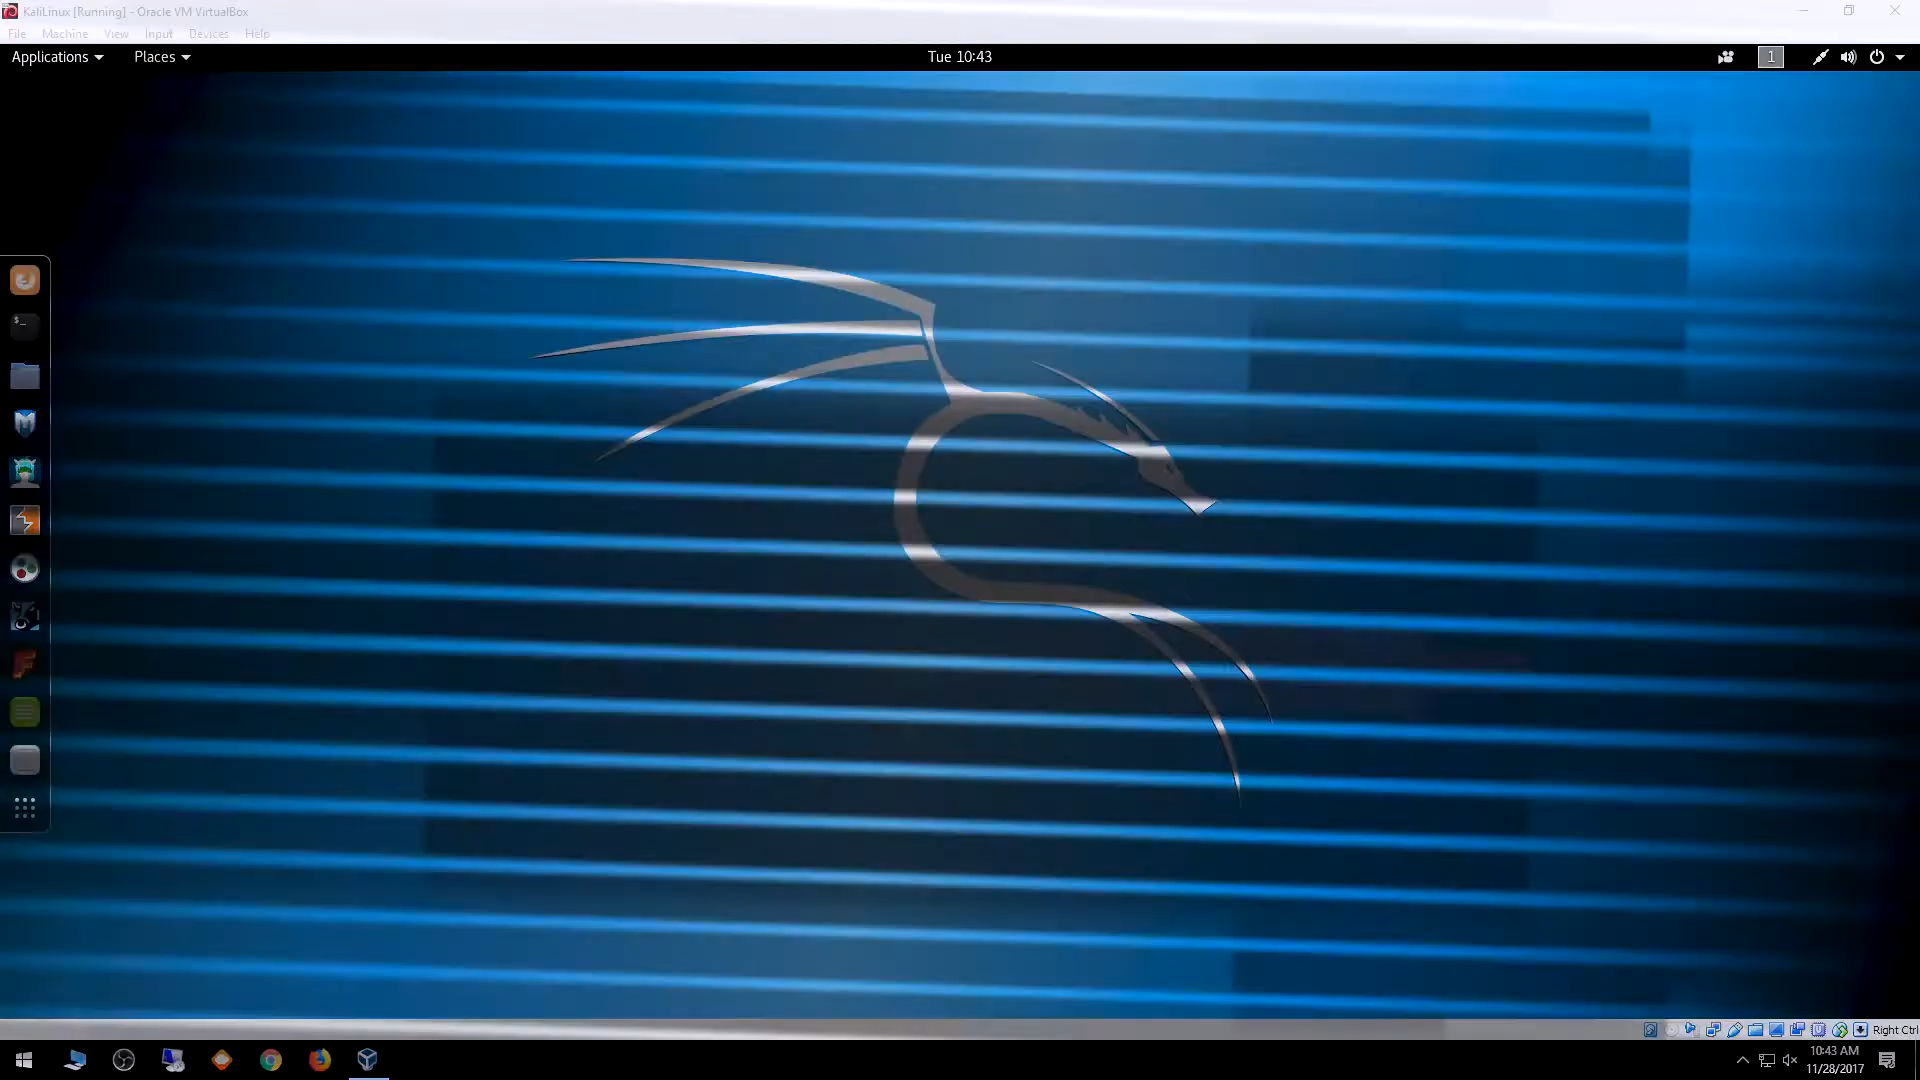 KaliLinux [Running] - Oracle VM VirtualBox
File Machine View Input Devices Help
Applications Places Tue 10:43 1
$_
Right Ctrl
10:43 AM
11/28/2017